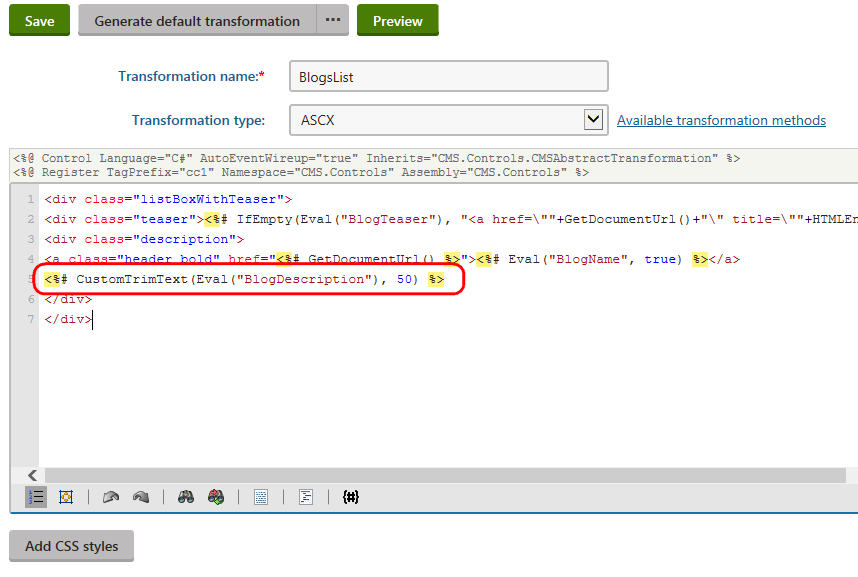 Save Generate default transformation ... Preview
Transformation name:* BlogsList
Transformation type: ASCX Available transformation methods
<%@ Control Language="C#" AutoEventWireup="true" Inherits="CMS.Controls.CMSAbstractTransformation" %>
<%@ Register TagPrefix="cc1" Namespace="CMS.Controls" Assembly="CMS.Controls" %>
1 <div class="listBoxWithTeaser">
2 <div class="teaser"><%# IfEmpty(Eval("BlogTeaser"), "<a href=\""+GetDocumentUrl()+"\" title=\""+HTMLEn
3 <div class="description">
4 <a class="header bold" href="<%# GetDocumentUrl() %>"><%# Eval("BlogName", true) %></a>
5 <%# CustomTrimText(Eval("BlogDescription"), 50) %>
6 </div>
7 </div>
{#}
Add CSS styles